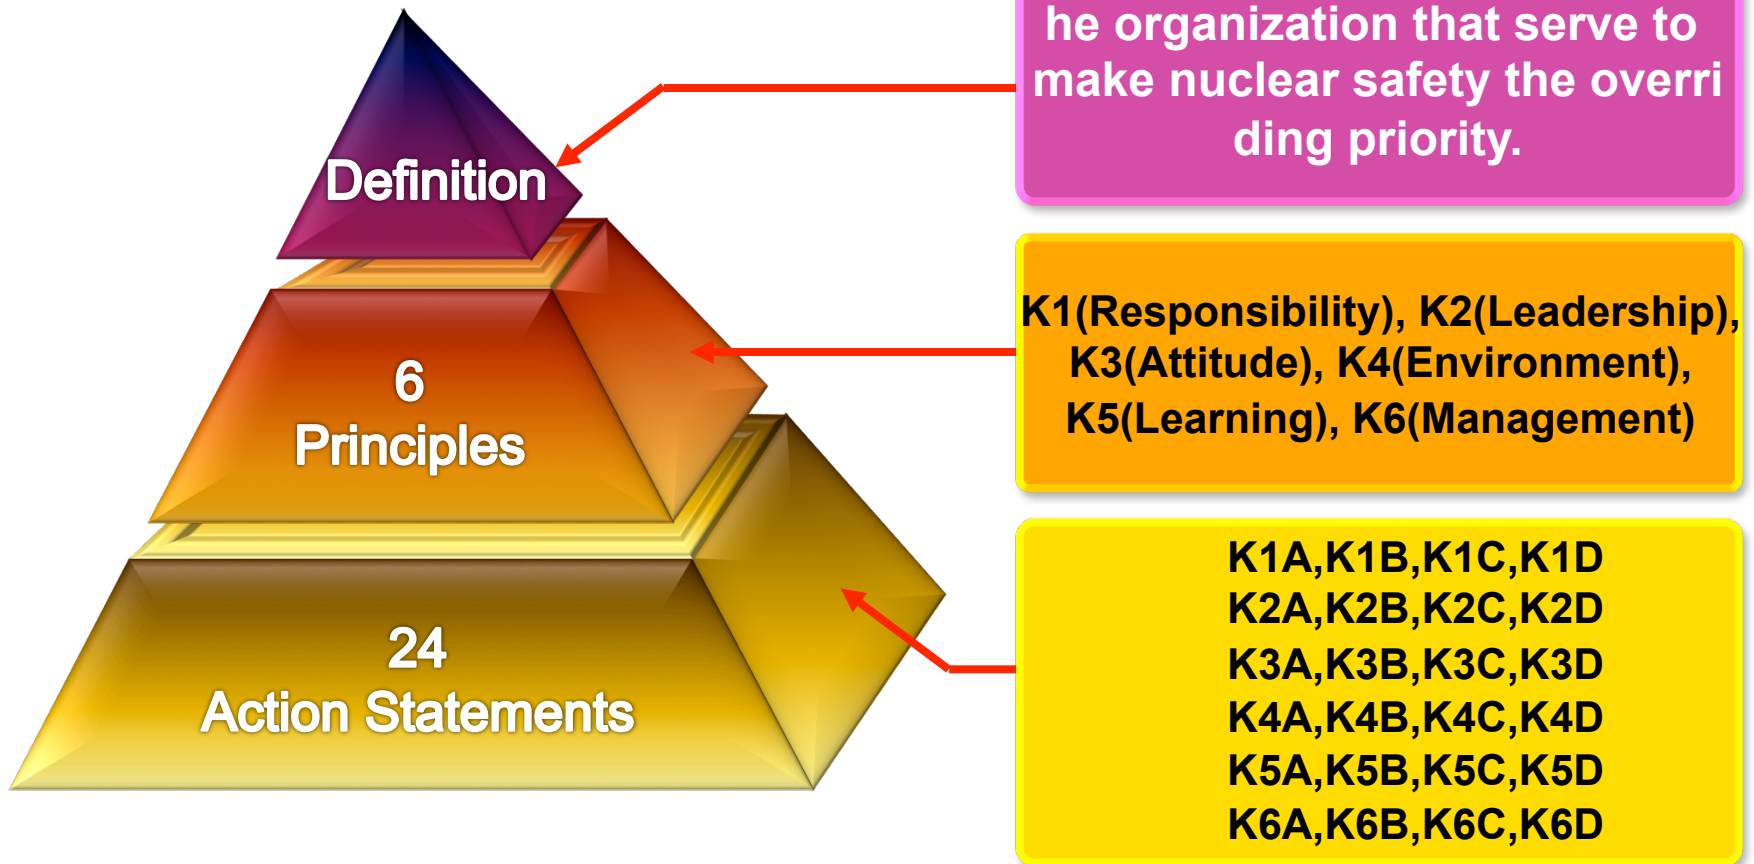 he organization that serve to
make nuclear safety the overri
ding priority.
Definition
K1(Responsibility), K2(Leadership),
K3(Attitude), K4(Environment),
K5(Learning), K6(Management)
6
Principles
K1A,K1B,K1C,K1D
K2A,K2B,K2C,K2D
K3A,K3B,K3C,K3D
K4A,K4B,K4C,K4D
K5A,K5B,K5C,K5D
K6A,K6B,K6C,K6D
24
Action Statements